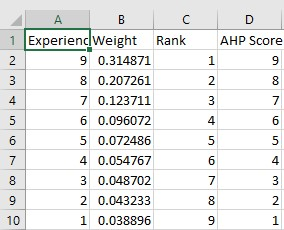 A B C D
1 Experienc Weight Rank AHP Score
2 9 0.314871 1 9
3 8 0.207261 2 8
4 7 0.123711 3 7
5 6 0.096072 4 6
6 5 0.072486 5 5
7 4 0.054767 6 4
8 3 0.048702 7 3
9 2 0.043233 8 2
10 1 0.038896 9 1